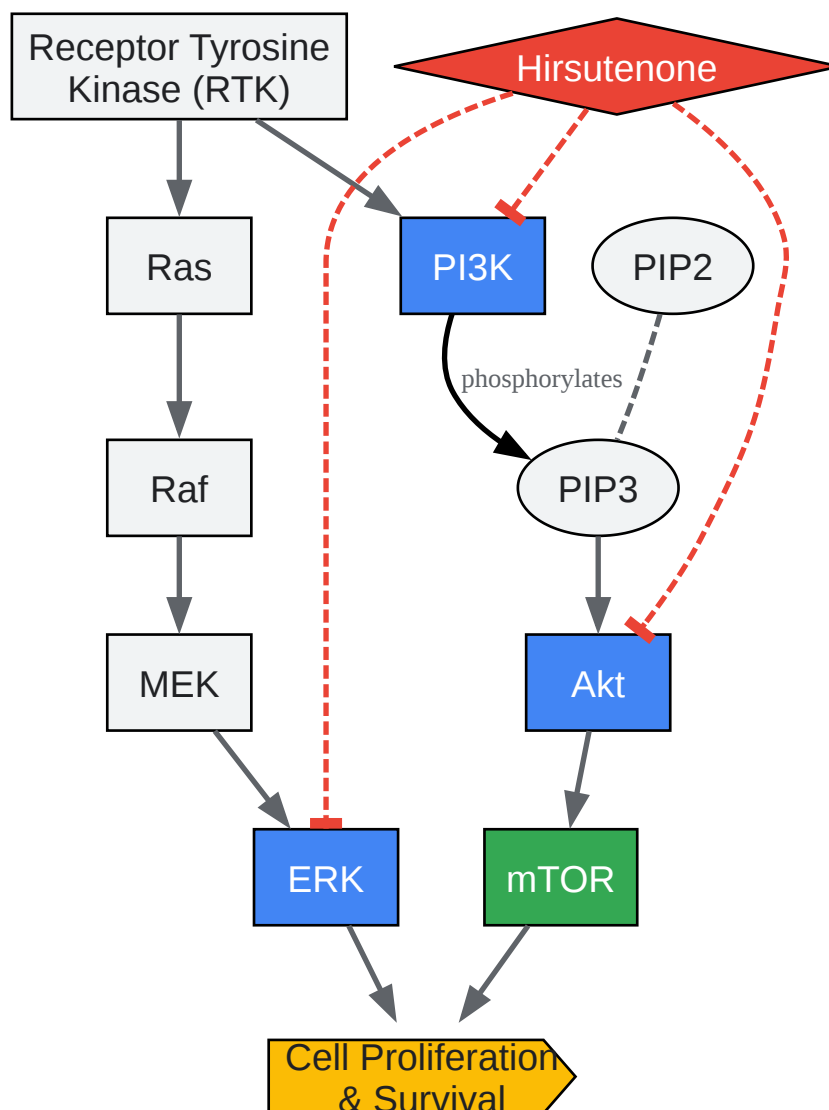 Receptor Tyrosine
Kinase (RTK)
Hirsutenone
Ras
PI3K
PIP2
phosphorylates
Raf
PIP3
MEK
Akt
ERK
mTOR
Cell Proliferation
& Survival